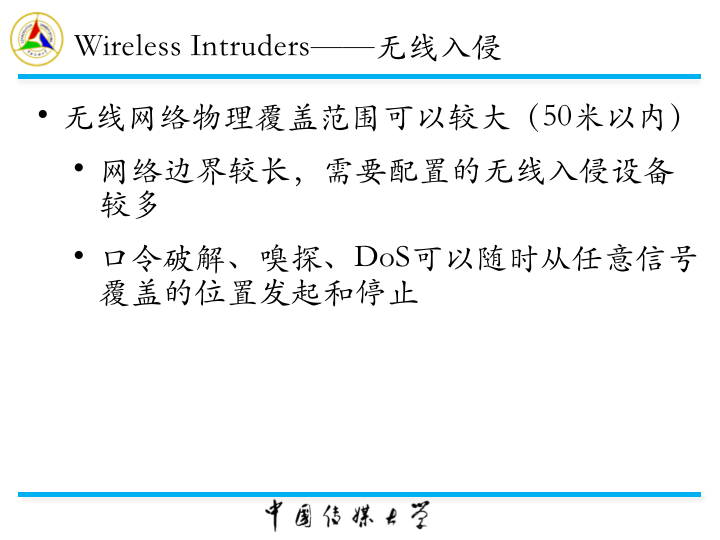 Wireless Intruders——无线入侵
• 无线网络物理覆盖范围可以较大（50米以内）
• 网络边界较长，需要配置的无线入侵设备
较多
• 口令破解、嗅探、DoS可以随时从任意信号
覆盖的位置发起和停止
中国传媒大学